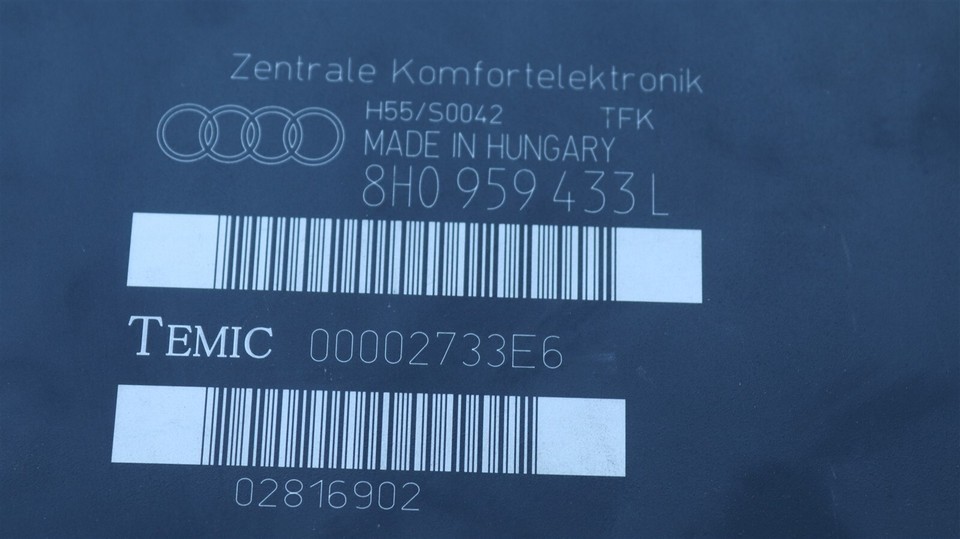 Zentrale Komfortelektronik
H55/S0042 TFK
MADE IN HUNGARY
8H0 959 433 L
TEMIC 00002733E6
02816902